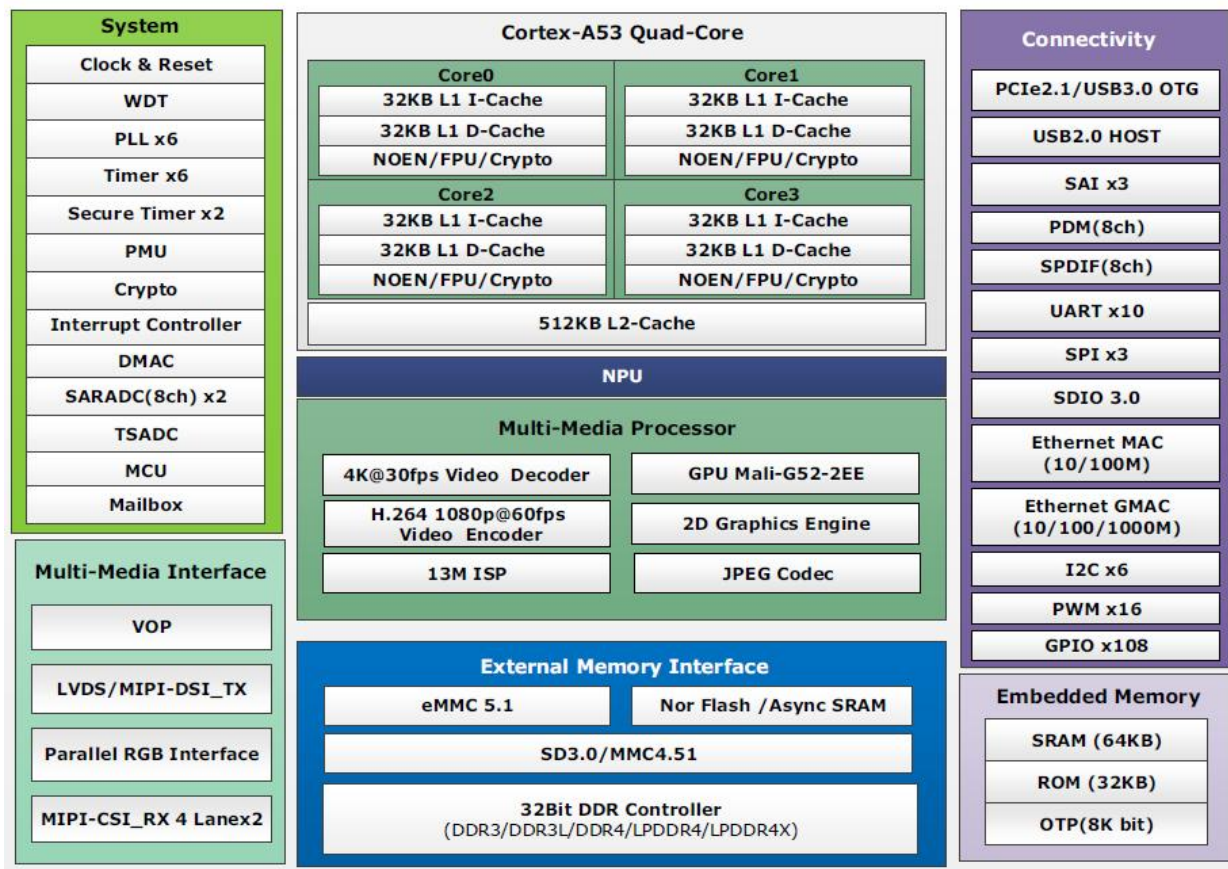 System
Clock & Reset
WDT
PLL x6
Timer x6
Secure Timer x2
PMU
Crypto
Interrupt Controller
DMAC
SARADC(8ch) x2
TSADC
MCU
Mailbox
Multi-Media Interface
VOP
LVDS/MIPI-DSI_TX
Parallel RGB Interface
MIPI-CSI_RX 4 Lanex2
Cortex-A53 Quad-Core
Core0
32KB L1 I-Cache
32KB L1 D-Cache
NOEN/FPU/Crypto
Core1
32KB L1 I-Cache
32KB L1 D-Cache
NOEN/FPU/Crypto
Core2
32KB L1 I-Cache
32KB L1 D-Cache
NOEN/FPU/Crypto
Core3
32KB L1 I-Cache
32KB L1 D-Cache
NOEN/FPU/Crypto
512KB L2-Cache
NPU
Multi-Media Processor
4K@30fps Video Decoder
GPU Mali-G52-2EE
H.264 1080p@60fps
Video Encoder
2D Graphics Engine
13M ISP
JPEG Codec
External Memory Interface
eMMC 5.1
Nor Flash /Async SRAM
SD3.0/MMC4.51
32Bit DDR Controller
(DDR3/DDR3L/DDR4/LPDDR4/LPDDR4X)
Connectivity
PCIe2.1/USB3.0 OTG
USB2.0 HOST
SAI x3
PDM(8ch)
SPDIF(8ch)
UART x10
SPI x3
SDIO 3.0
Ethernet MAC
(10/100M)
Ethernet GMAC
(10/100/1000M)
I2C x6
PWM x16
GPIO x108
Embedded Memory
SRAM (64KB)
ROM (32KB)
OTP(8K bit)